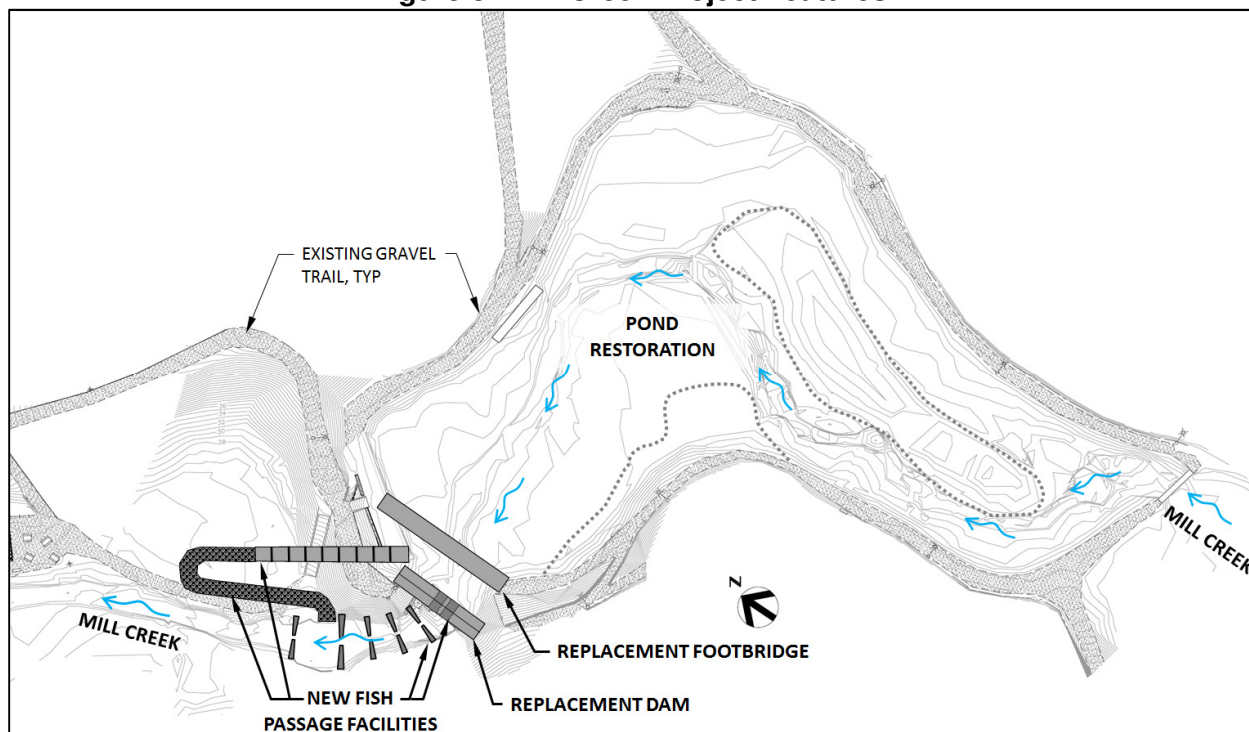 EXISTING GRAVEL
TRAIL, TYP
POND
RESTORATION
MILL CREEK
MILL CREEK
Z
REPLACEMENT FOOTBRIDGE
REPLACEMENT DAM
NEW FISH
PASSAGE FACILITIES